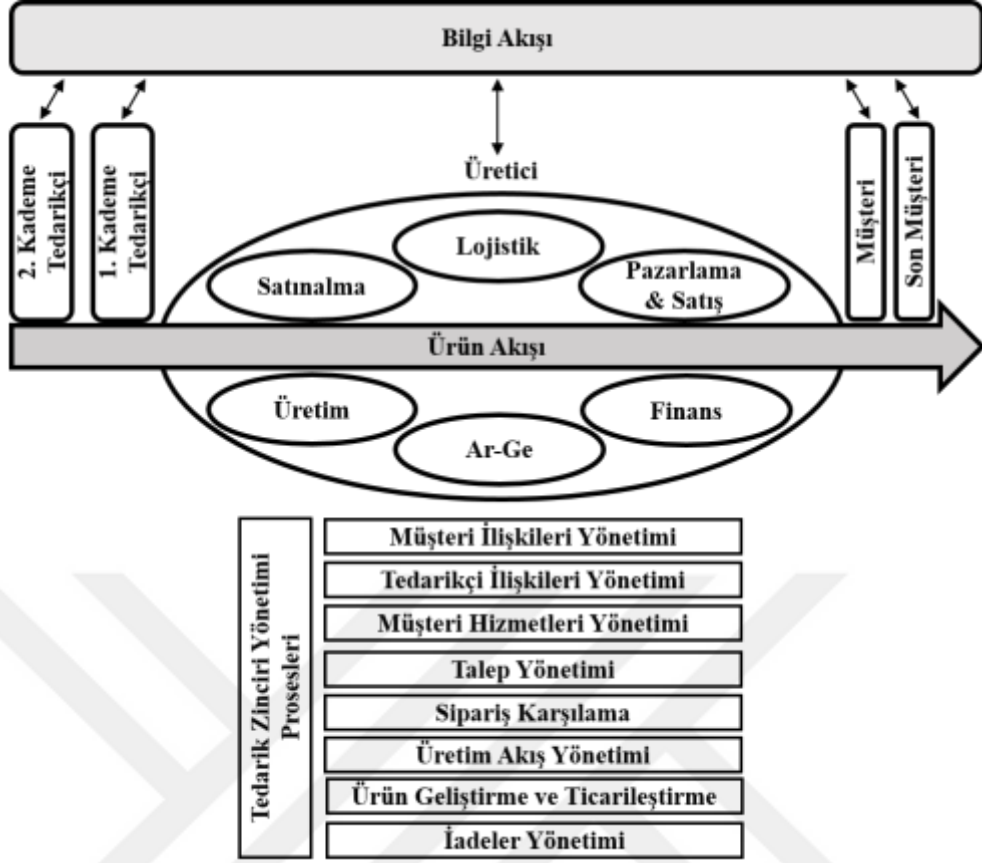 Bilgi Akışı
2. Kademe
Tedarikçi
1. Kademe
Tedarikçi
Üretici
Müşteri
Son Müşteri
Lojistik
Satınalma
Pazarlama
& Satış
Ürün Akışı
Üretim
Ar-Ge
Finans
Tedarik Zinciri Yönetimi
Prosesleri
Müşteri İlişkileri Yönetimi
Tedarikçi İlişkileri Yönetimi
Müşteri Hizmetleri Yönetimi
Talep Yönetimi
Sipariş Karşılama
Üretim Akış Yönetimi
Ürün Geliştirme ve Ticarileştirme
İadeler Yönetimi